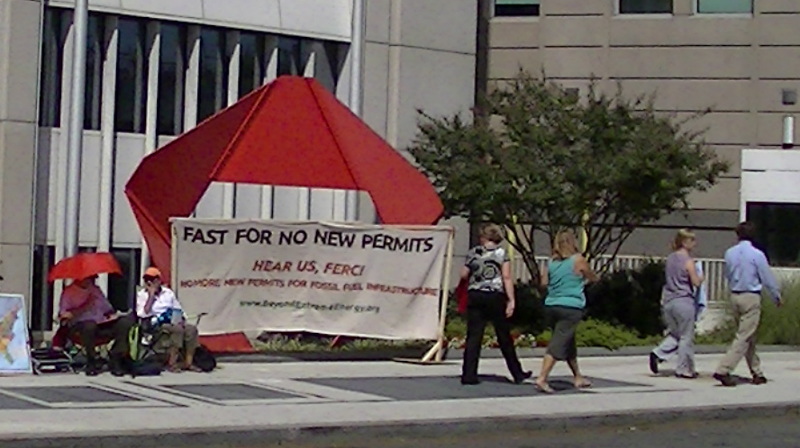 FAST FOR NO NEW PERMITS
HEAR US, FERC!
NO MORE NEW PERMITS FOR FOSSIL FUEL INFRASTRUCTURE
www.BeyondExtremeEnergy.org